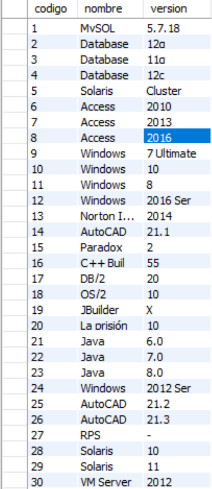 codigo nombre version
1 MySQL 5.7.18
2 Database 12g
3 Database 11g
4 Database 12c
5 Solaris Cluster
6 Access 2010
7 Access 2013
8 Access 2016
9 Windows 7 Ultimate
10 Windows 10
11 Windows 8
12 Windows 2016 Ser
13 Norton I... 2014
14 AutoCAD 21.1
15 Paradox 2
16 C++ Buil 55
17 DB/2 20
18 OS/2 10
19 JBuilder X
20 La prisión 10
21 Java 6.0
22 Java 7.0
23 Java 8.0
24 Windows 2012 Ser
25 AutoCAD 21.2
26 AutoCAD 21.3
27 RPS -
28 Solaris 10
29 Solaris 11
30 VM Server 2012